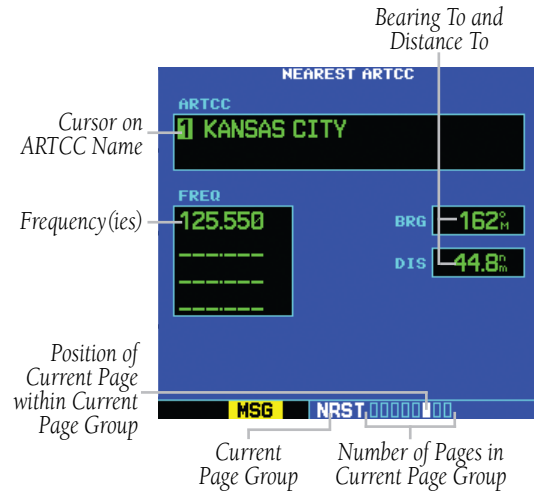 Bearing To and
Distance To
NEAREST ARTCC
ARTCC
Cursor on
ARTCC Name
1 KANSAS CITY
FREQ
Frequency(ies)
125.550
BRG 162°M
___.___
DIS 44.8nm
___.___
___.___
Position of
Current Page
within Current
Page Group
MSG
NRST
Current
Page Group
Number of Pages in
Current Page Group